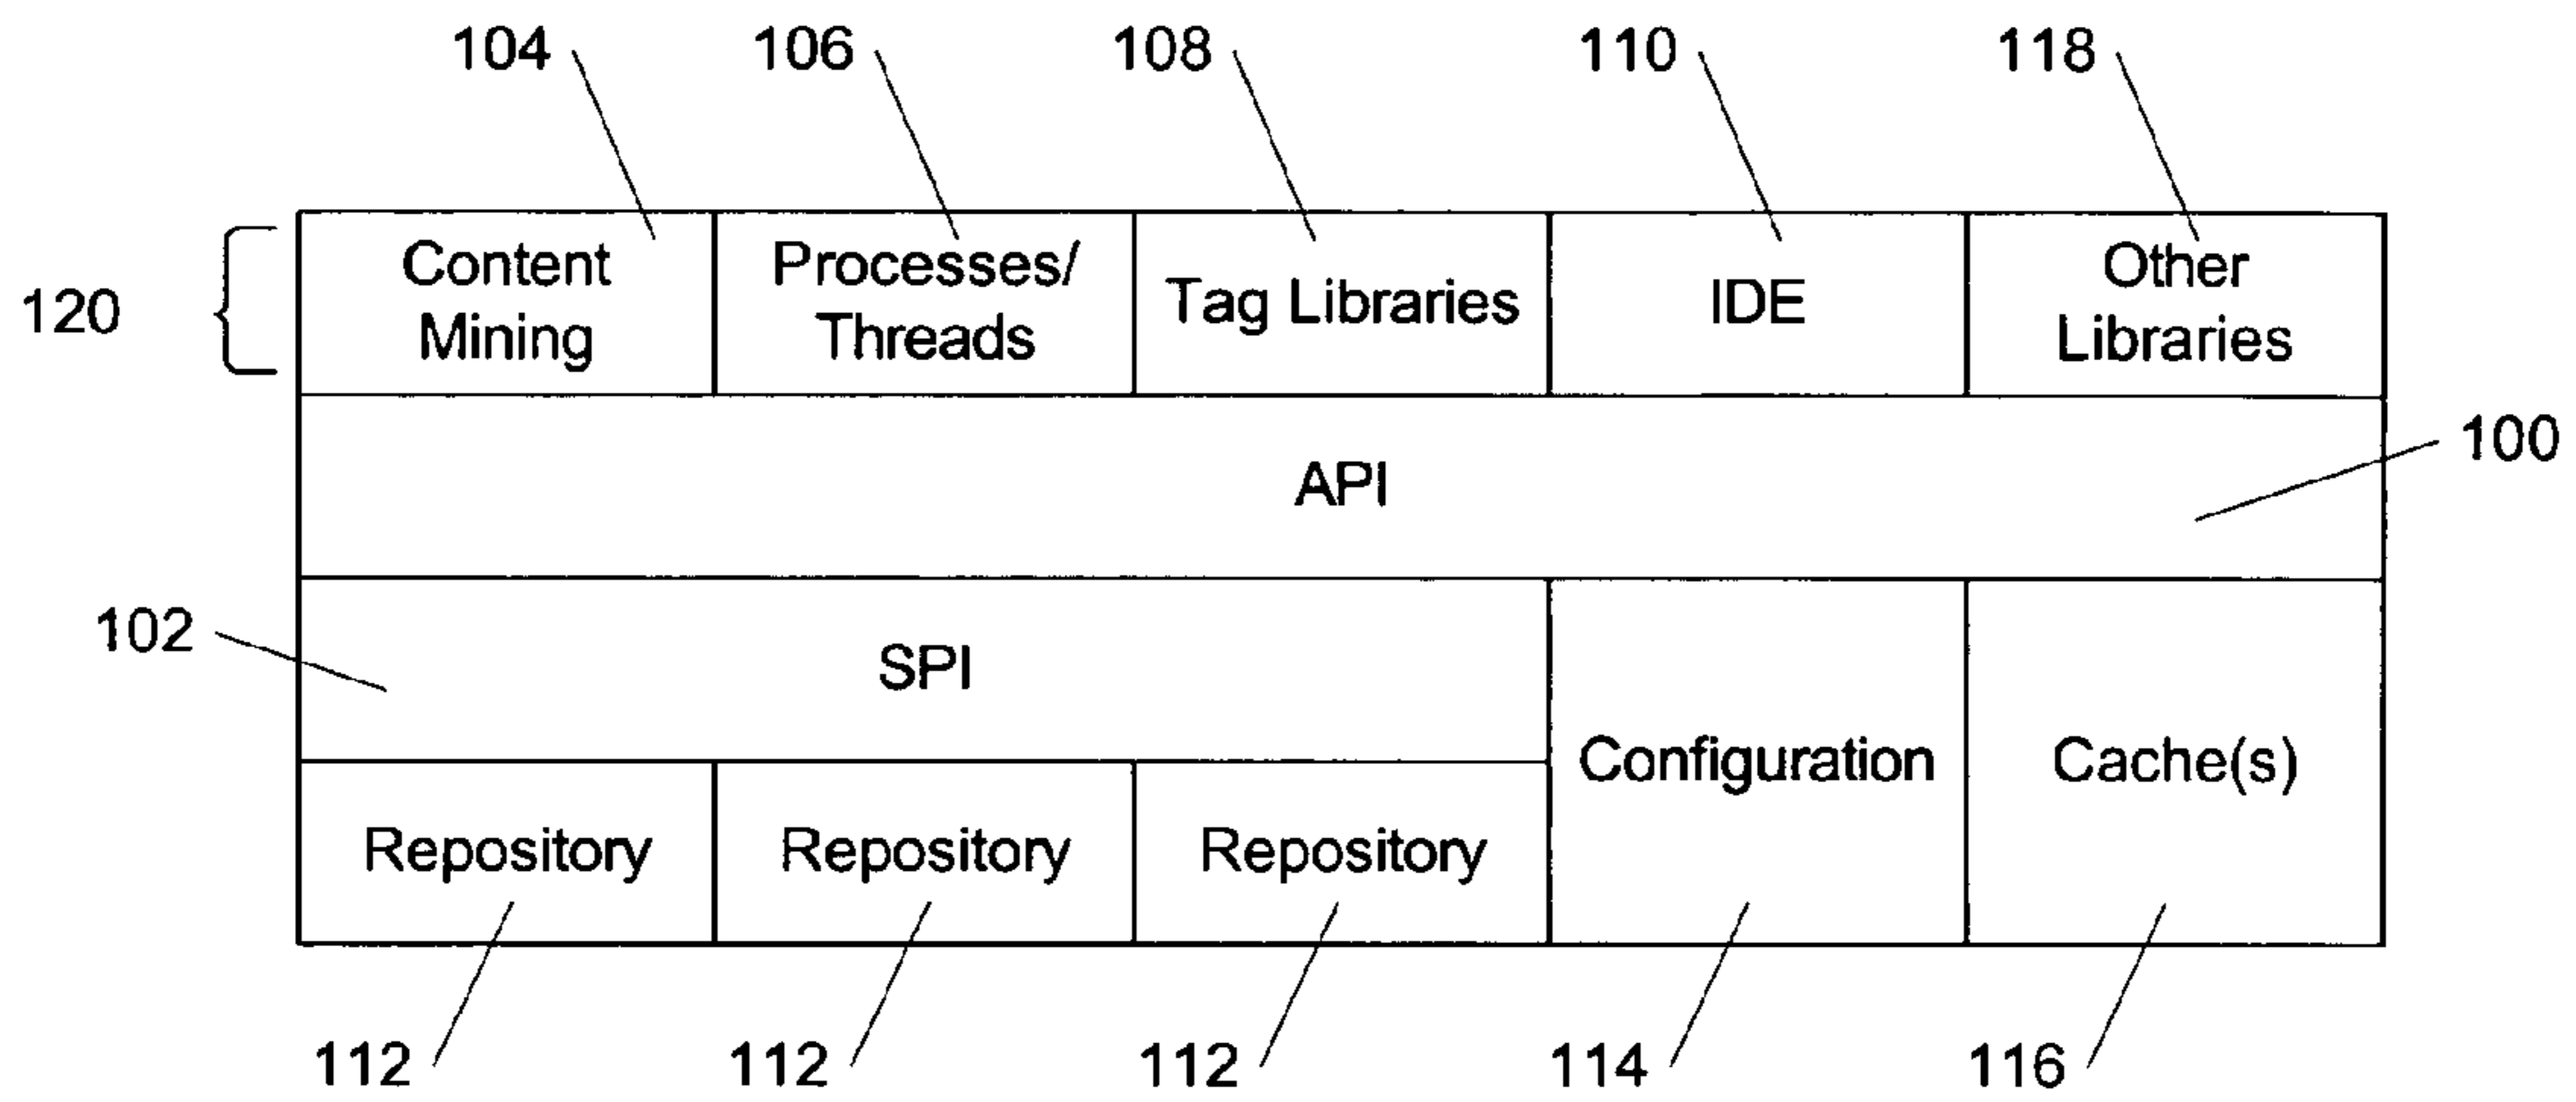 104 106 108 110 118
Content Processes/ Other
120 Tag Libraries IDE
Mining Threads Libraries
100
API
102
SPI
Configuration Cache(s)
Repository Repository Repository
112 112 112 114 116